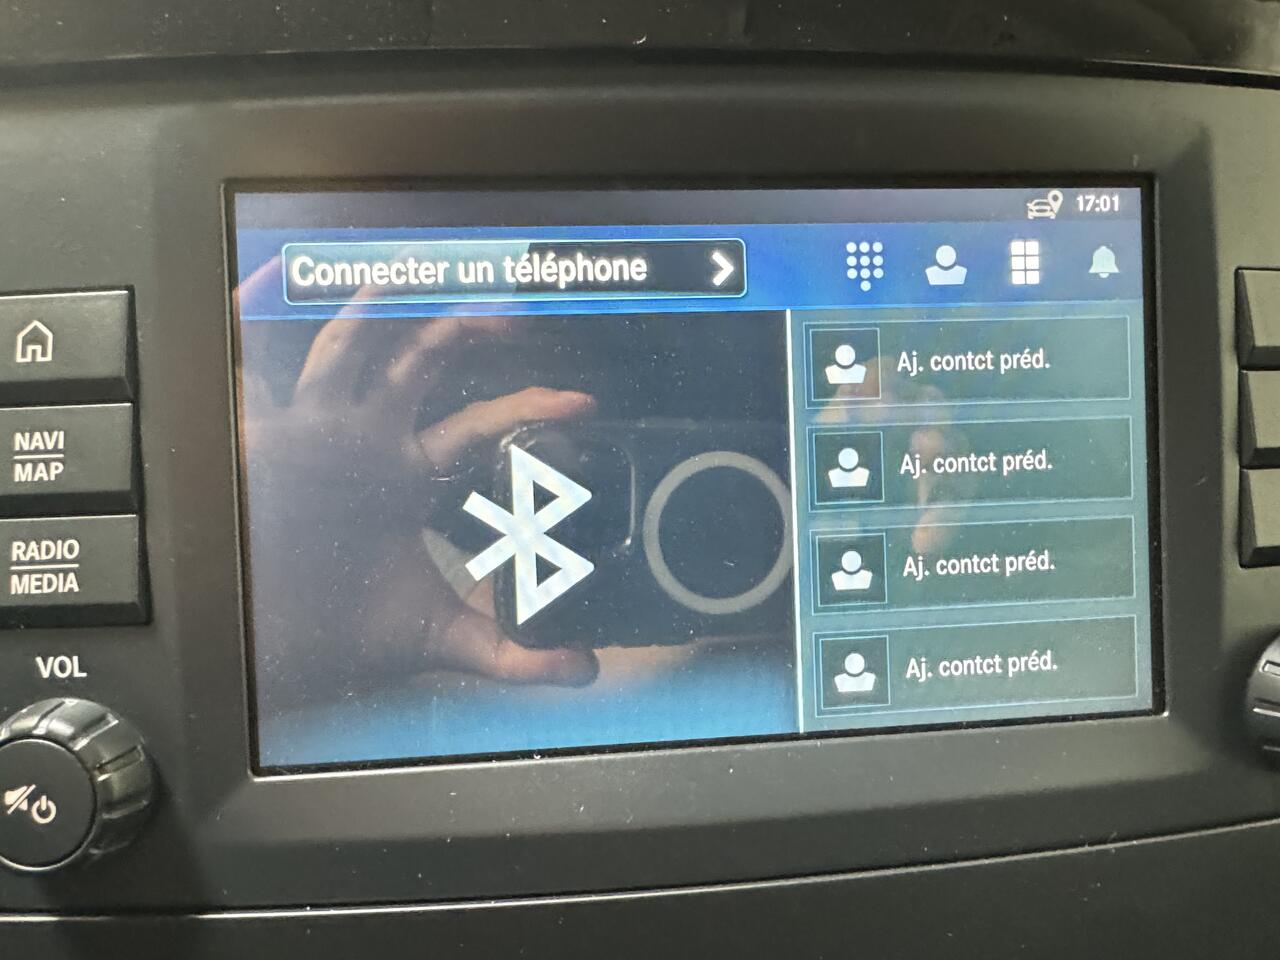 17:01
Connecter un téléphone
Aj. contct préd.
Aj. contct préd.
Aj. contct préd.
Aj. contct préd.
NAVI
MAP
RADIO
MEDIA
VOL